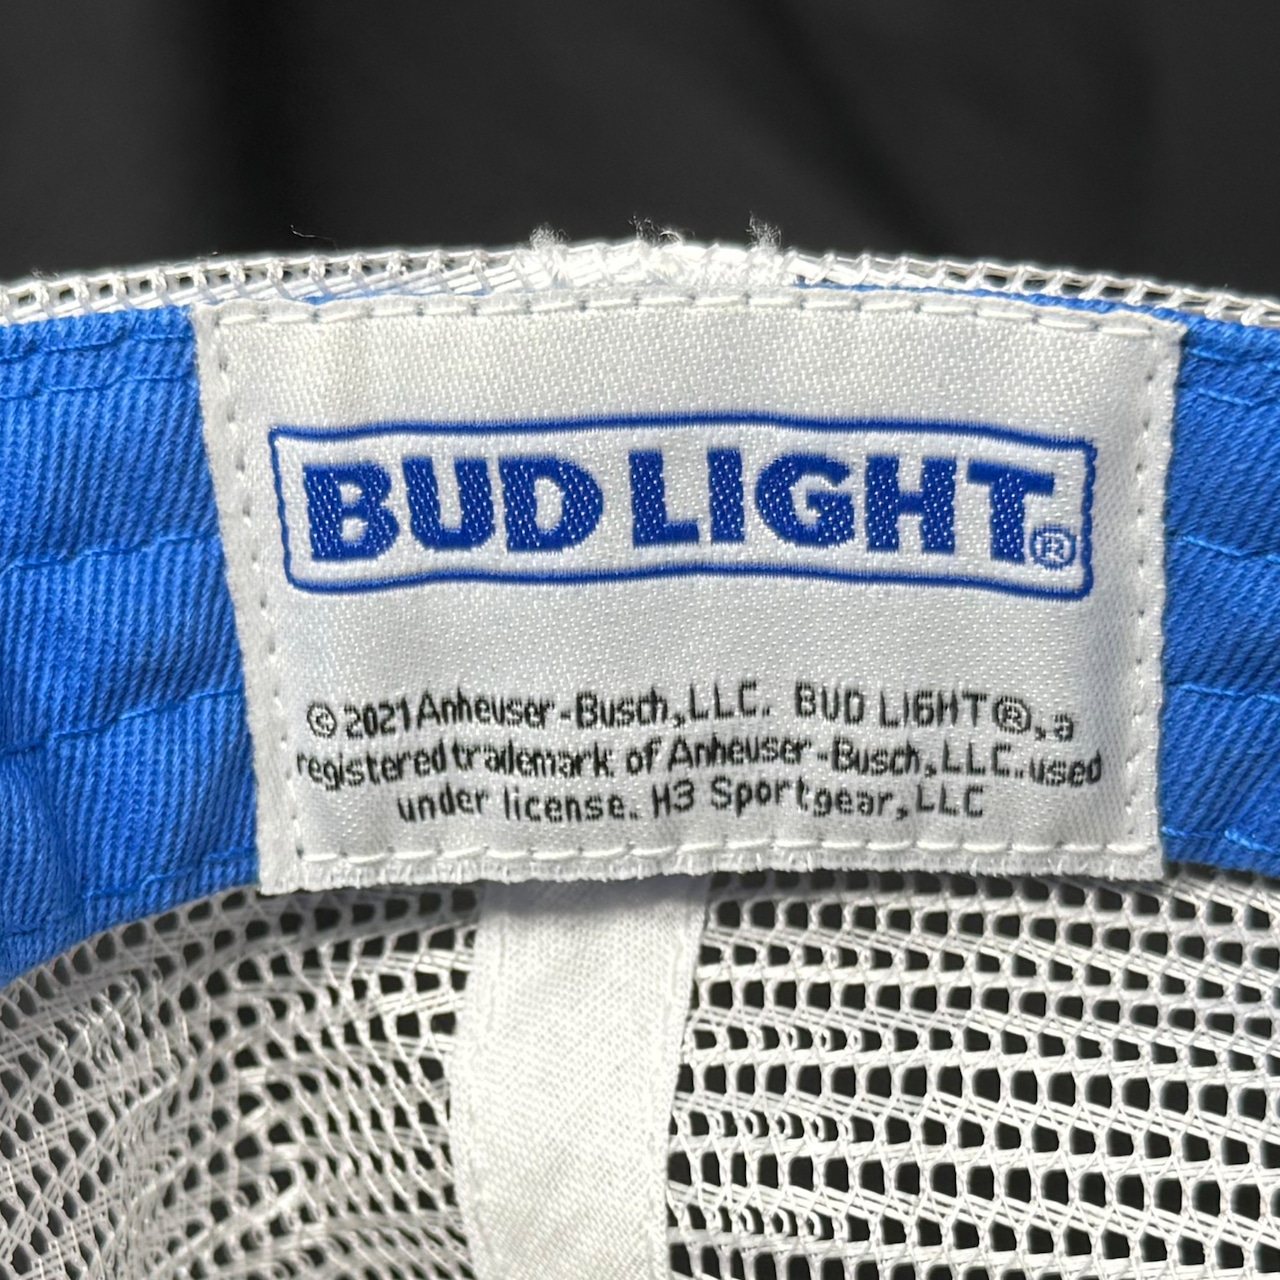 BUD LIGHT®
© 2021 Anheuser-Busch, LLC. BUD LIGHT®, a
registered trademark of Anheuser-Busch, LLC. used
under license. H3 Sportgear, LLC